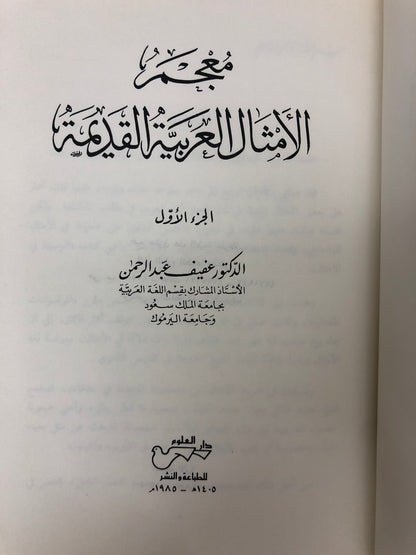 معجم
الأمثال العربية القديمة
الجزء الأول
الدكتور عفيف عبد الرحمن
الأستاذ المشارك بقسم اللغة العربية
بجامعة الملك سعود
وجامعة اليرموك
دار العلوم
للطباعة والنشر
١٤٠٥هـ - ١٩٨٥م